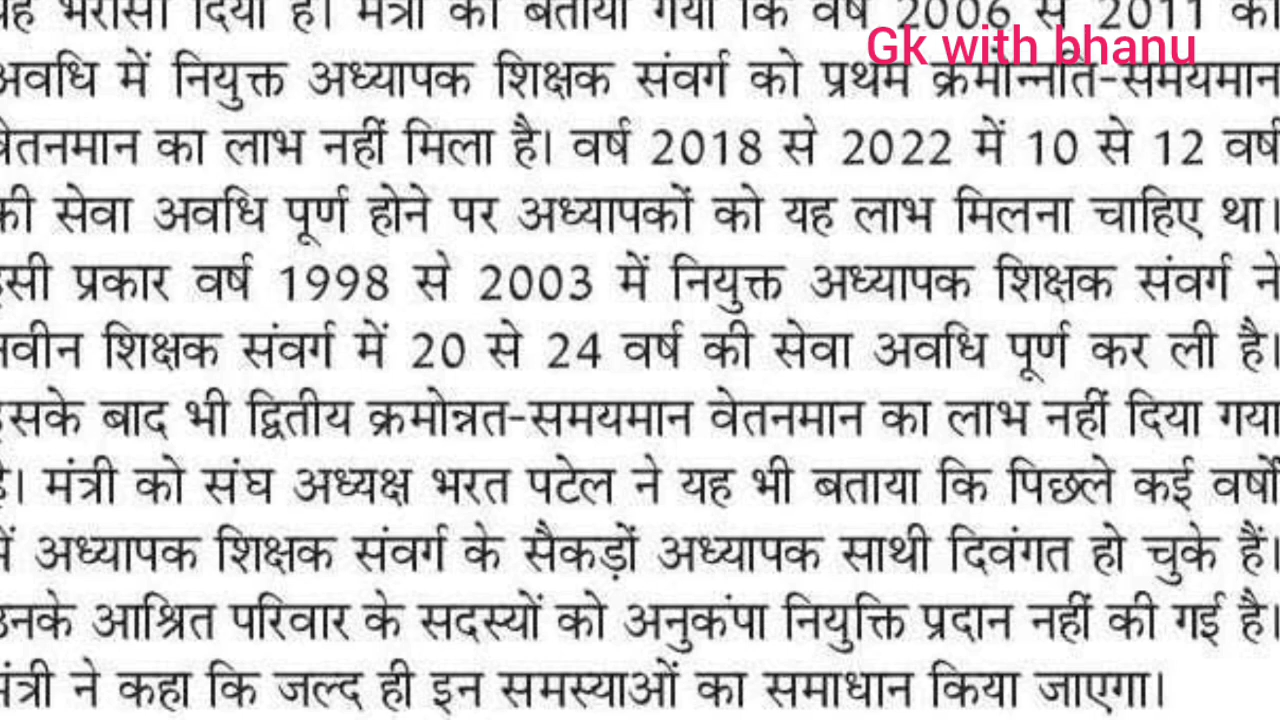 यह भरोसा दिया है। मंत्री को बताया गया कि वर्ष 2006 से 2011 की
Gk with bhanu
अवधि में नियुक्त अध्यापक शिक्षक संवर्ग को प्रथम क्रमोन्नति-समयमान
वेतनमान का लाभ नहीं मिला है। वर्ष 2018 से 2022 में 10 से 12 वर्ष
की सेवा अवधि पूर्ण होने पर अध्यापकों को यह लाभ मिलना चाहिए था।
इसी प्रकार वर्ष 1998 से 2003 में नियुक्त अध्यापक शिक्षक संवर्ग ने
नवीन शिक्षक संवर्ग में 20 से 24 वर्ष की सेवा अवधि पूर्ण कर ली है।
इसके बाद भी द्वितीय क्रमोन्नत-समयमान वेतनमान का लाभ नहीं दिया गया
है। मंत्री को संघ अध्यक्ष भरत पटेल ने यह भी बताया कि पिछले कई वर्षों
में अध्यापक शिक्षक संवर्ग के सैकड़ों अध्यापक साथी दिवंगत हो चुके हैं।
उनके आश्रित परिवार के सदस्यों को अनुकंपा नियुक्ति प्रदान नहीं की गई है।
मंत्री ने कहा कि जल्द ही इन समस्याओं का समाधान किया जाएगा।